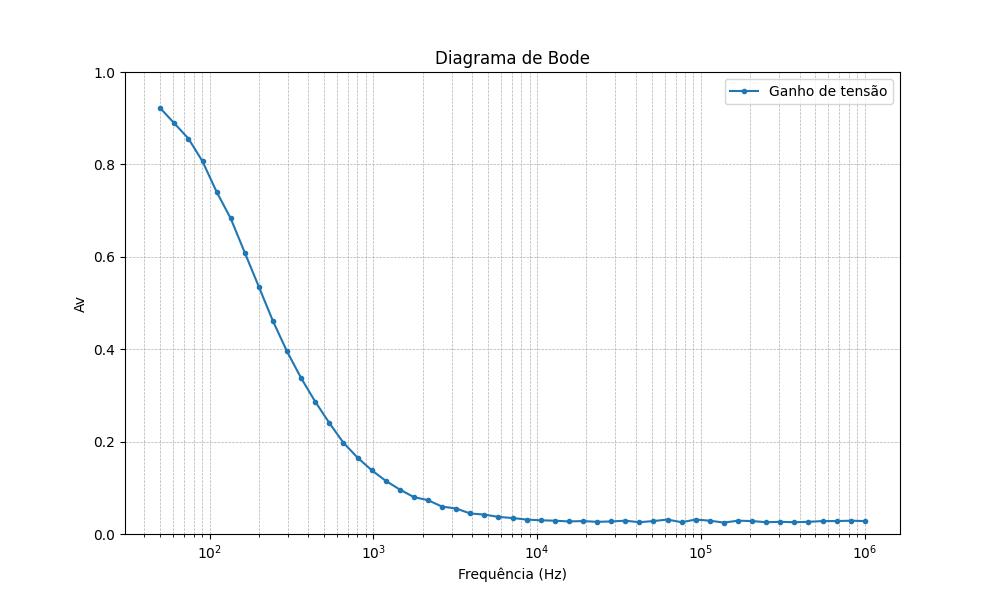 Diagrama de Bode
Ganho de tensão
1.0
0.8
0.6
0.4
0.2
0.0
Av
10²
10³
10⁴
10⁵
10⁶
Frequência (Hz)